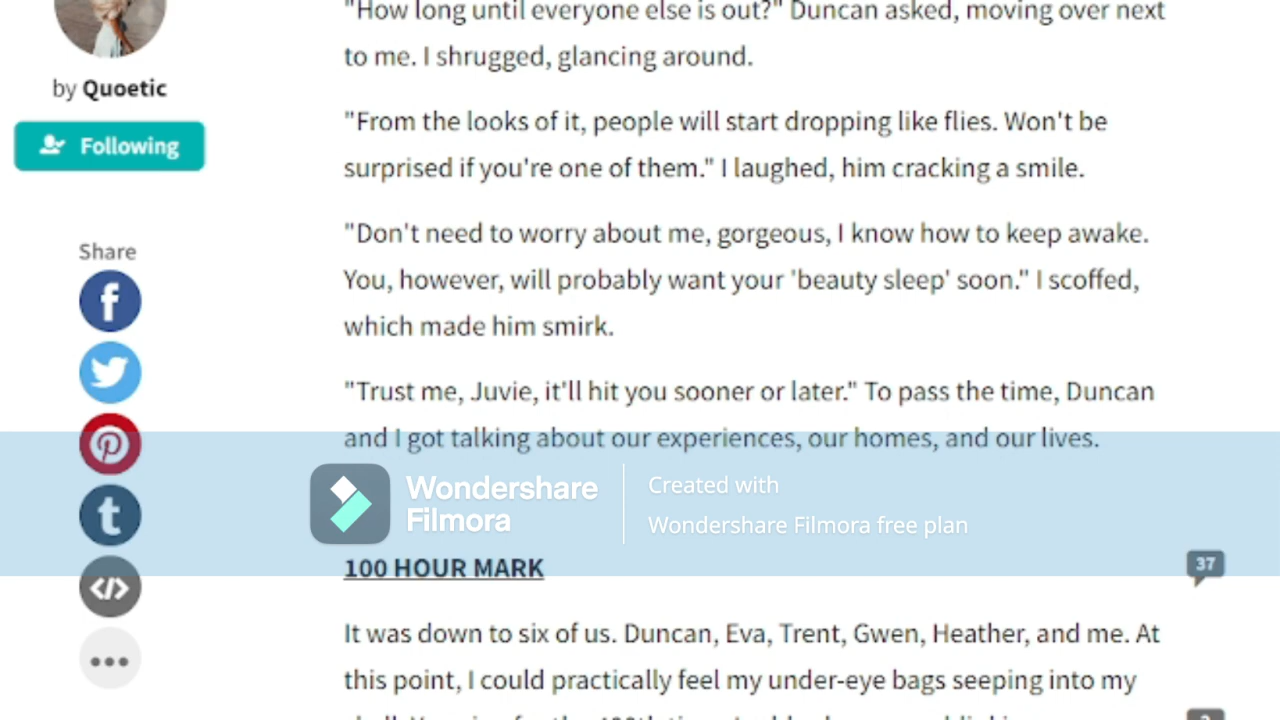 "How long until everyone else is out?" Duncan asked, moving over next
to me. I shrugged, glancing around.
by Quoetic
Following
"From the looks of it, people will start dropping like flies. Won't be
surprised if you're one of them." I laughed, him cracking a smile.
Share
"Don't need to worry about me, gorgeous, I know how to keep awake.
You, however, will probably want your 'beauty sleep' soon." I scoffed,
which made him smirk.
"Trust me, Juvie, it'll hit you sooner or later." To pass the time, Duncan
and I got talking about our experiences, our homes, and our lives.
Wondershare
Filmora
Created with
Wondershare Filmora free plan
100 HOUR MARK
37
It was down to six of us. Duncan, Eva, Trent, Gwen, Heather, and me. At
this point, I could practically feel my under-eye bags seeping into my